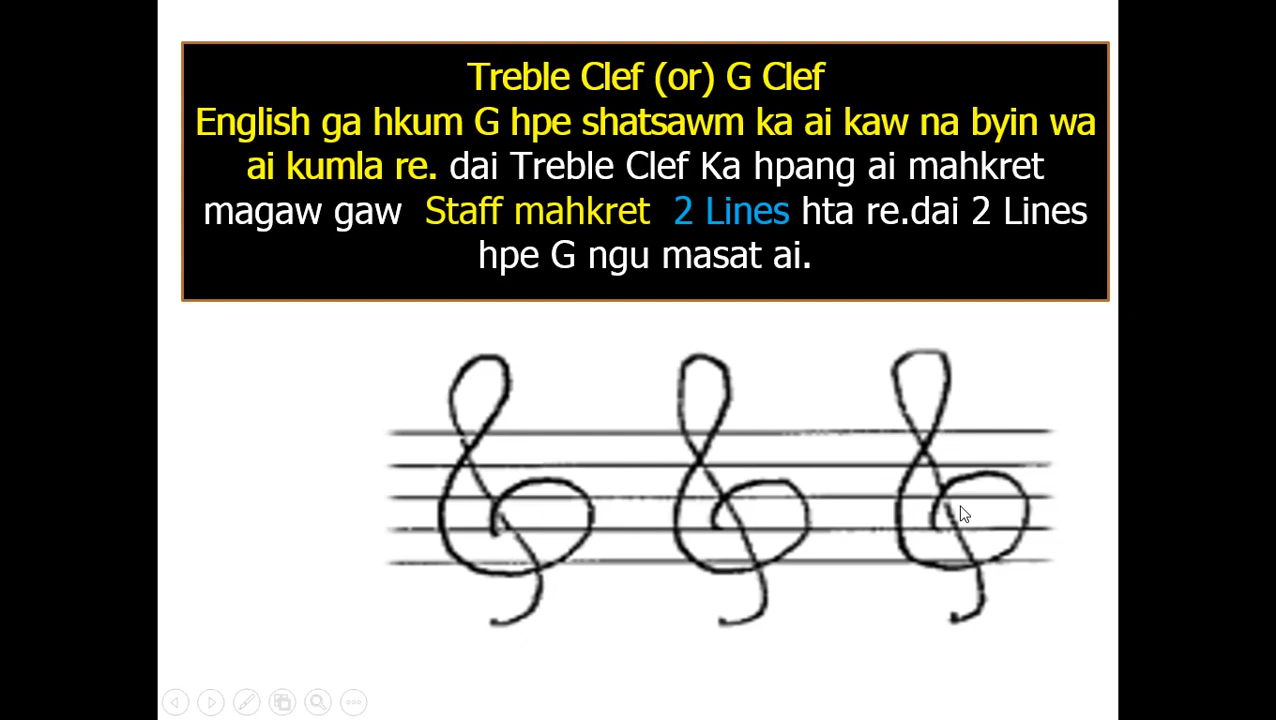 Treble Clef (or) G Clef
English ga hkum G hpe shatsawm ka ai kaw na byin wa
ai kumla re. dai Treble Clef Ka hpang ai mahkret
magaw gaw Staff mahkret 2 Lines hta re.dai 2 Lines
hpe G ngu masat ai.